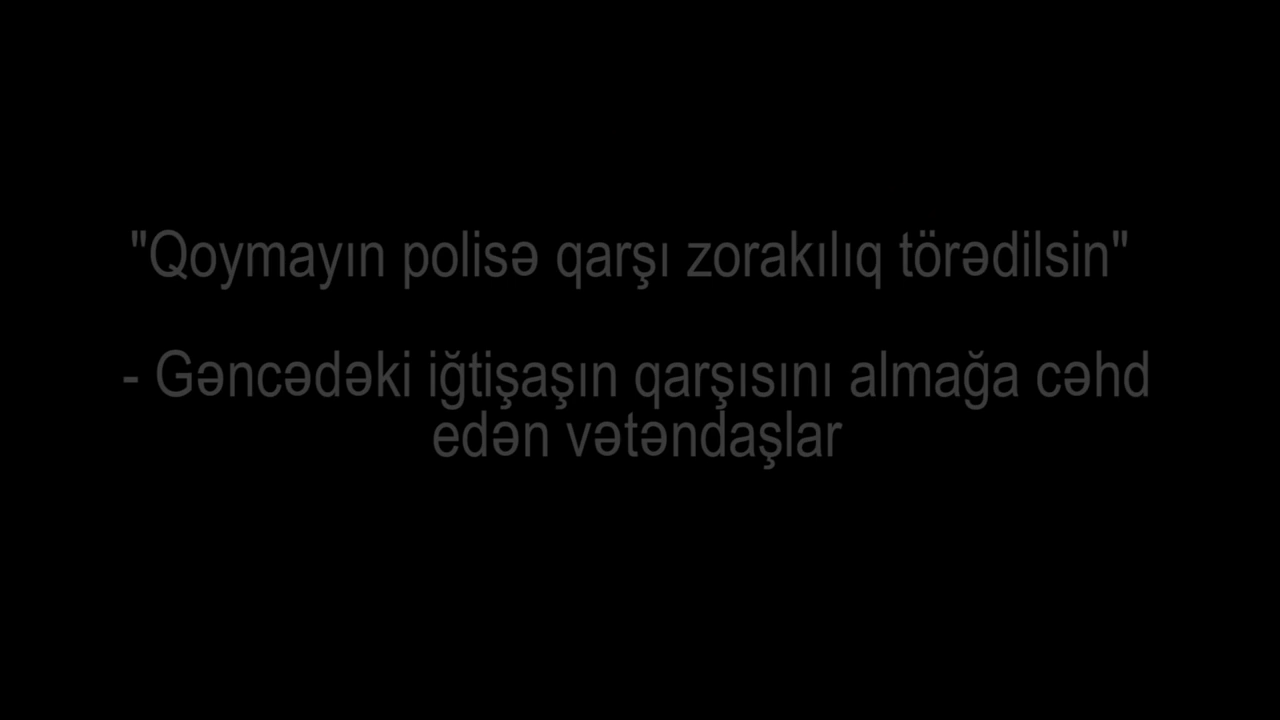 "Qoymayın polisə qarşı zorakılıq törədilsin"
- Gəncədəki iğtişaşın qarşısını almağa cəhd
edən vətəndaşlar